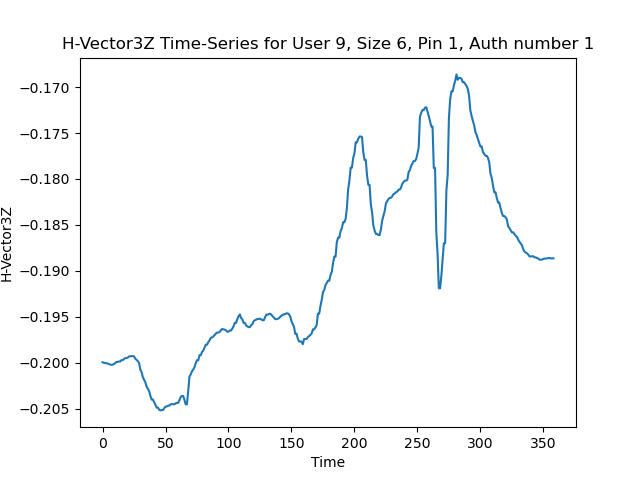 H-Vector3Z Time-Series for User 9, Size 6, Pin 1, Auth number 1
H-Vector3Z
−0.170
−0.175
−0.180
−0.185
−0.190
−0.195
−0.200
−0.205
0 50 100 150 200 250 300 350
Time